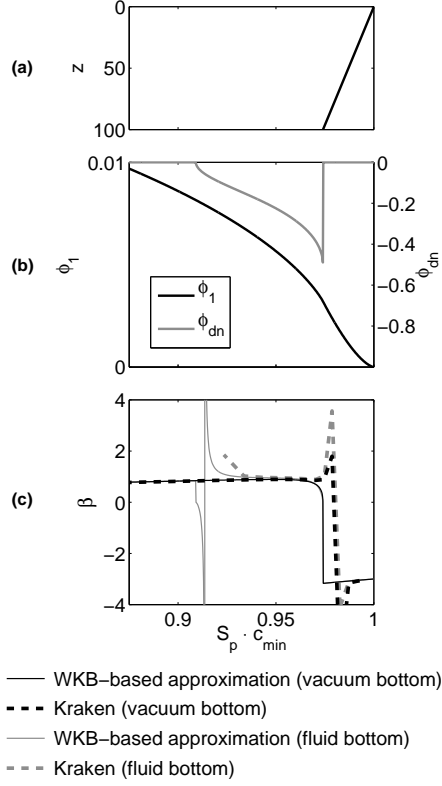 0
(a)
z
50
100
0.01
0
−0.2
(b)
ϕ1
−0.4
ϕdn
−0.6
ϕ1
ϕdn
−0.8
0
4
2
(c)
β
0
−2
−4
0.9
0.95
1
Sp · cmin
WKB−based approximation (vacuum bottom)
Kraken (vacuum bottom)
WKB−based approximation (fluid bottom)
Kraken (fluid bottom)